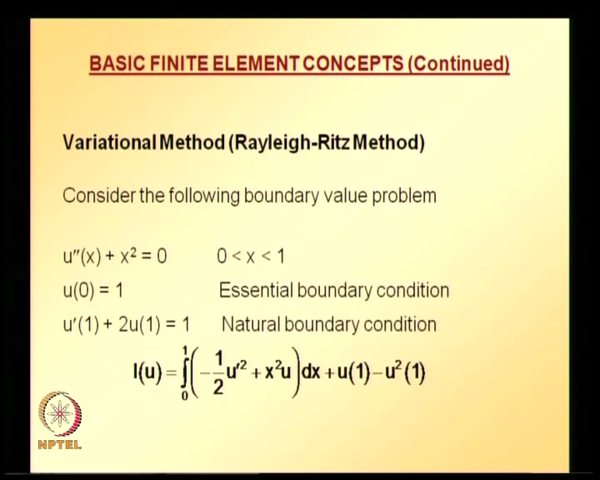 BASIC FINITE ELEMENT CONCEPTS (Continued)
Variational Method (Rayleigh-Ritz Method)
Consider the following boundary value problem
u″(x) + x² = 0 0 < x < 1
u(0) = 1 Essential boundary condition
u′(1) + 2u(1) = 1 Natural boundary condition
I(u) = ∫₀¹(−1/2 u′² + x²u)dx + u(1) − u²(1)
NPTEL